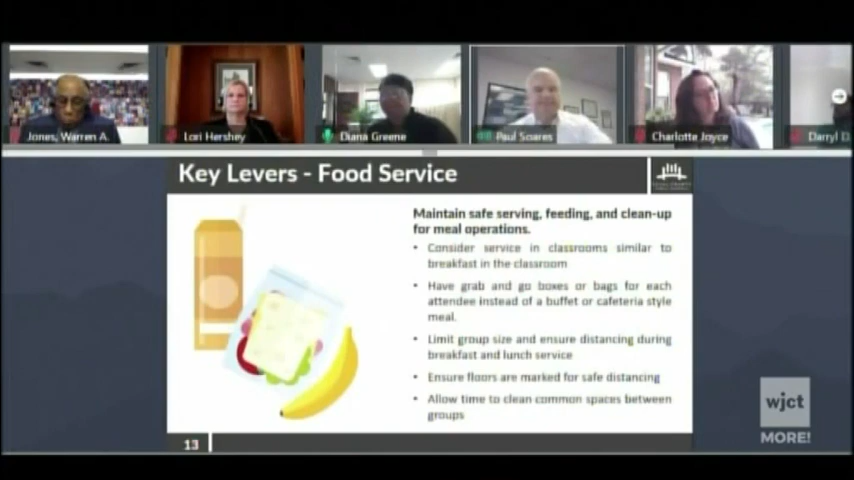 Jones, Warren A.
Lori Hershey
Diana Greene
Paul Soares
Charlotte Joyce
Darryl D.
Key Levers - Food Service
Maintain safe serving, feeding, and clean-up
for meal operations.
• Consider service in classrooms similar to
breakfast in the classroom
• Have grab and go boxes or bags for each
attendee instead of a buffet or cafeteria style
meal.
• Limit group size and ensure distancing during
breakfast and lunch service
• Ensure floors are marked for safe distancing
• Allow time to clean common spaces between
groups
13
wjct
MORE!